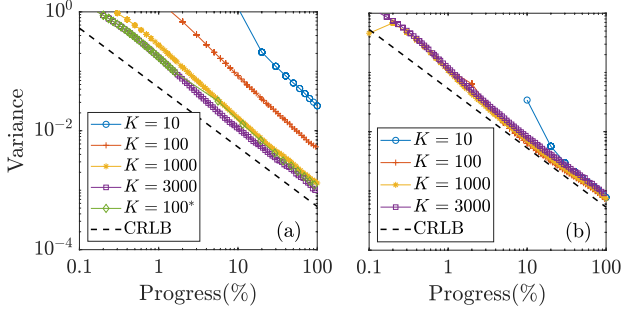 10^0
10^-2
10^-4
Variance
K = 10
K = 100
K = 1000
K = 3000
K = 100*
CRLB
(a)
0.1 1 10 100
Progress(%)
K = 10
K = 100
K = 1000
K = 3000
CRLB
(b)
0.1 1 10 100
Progress(%)